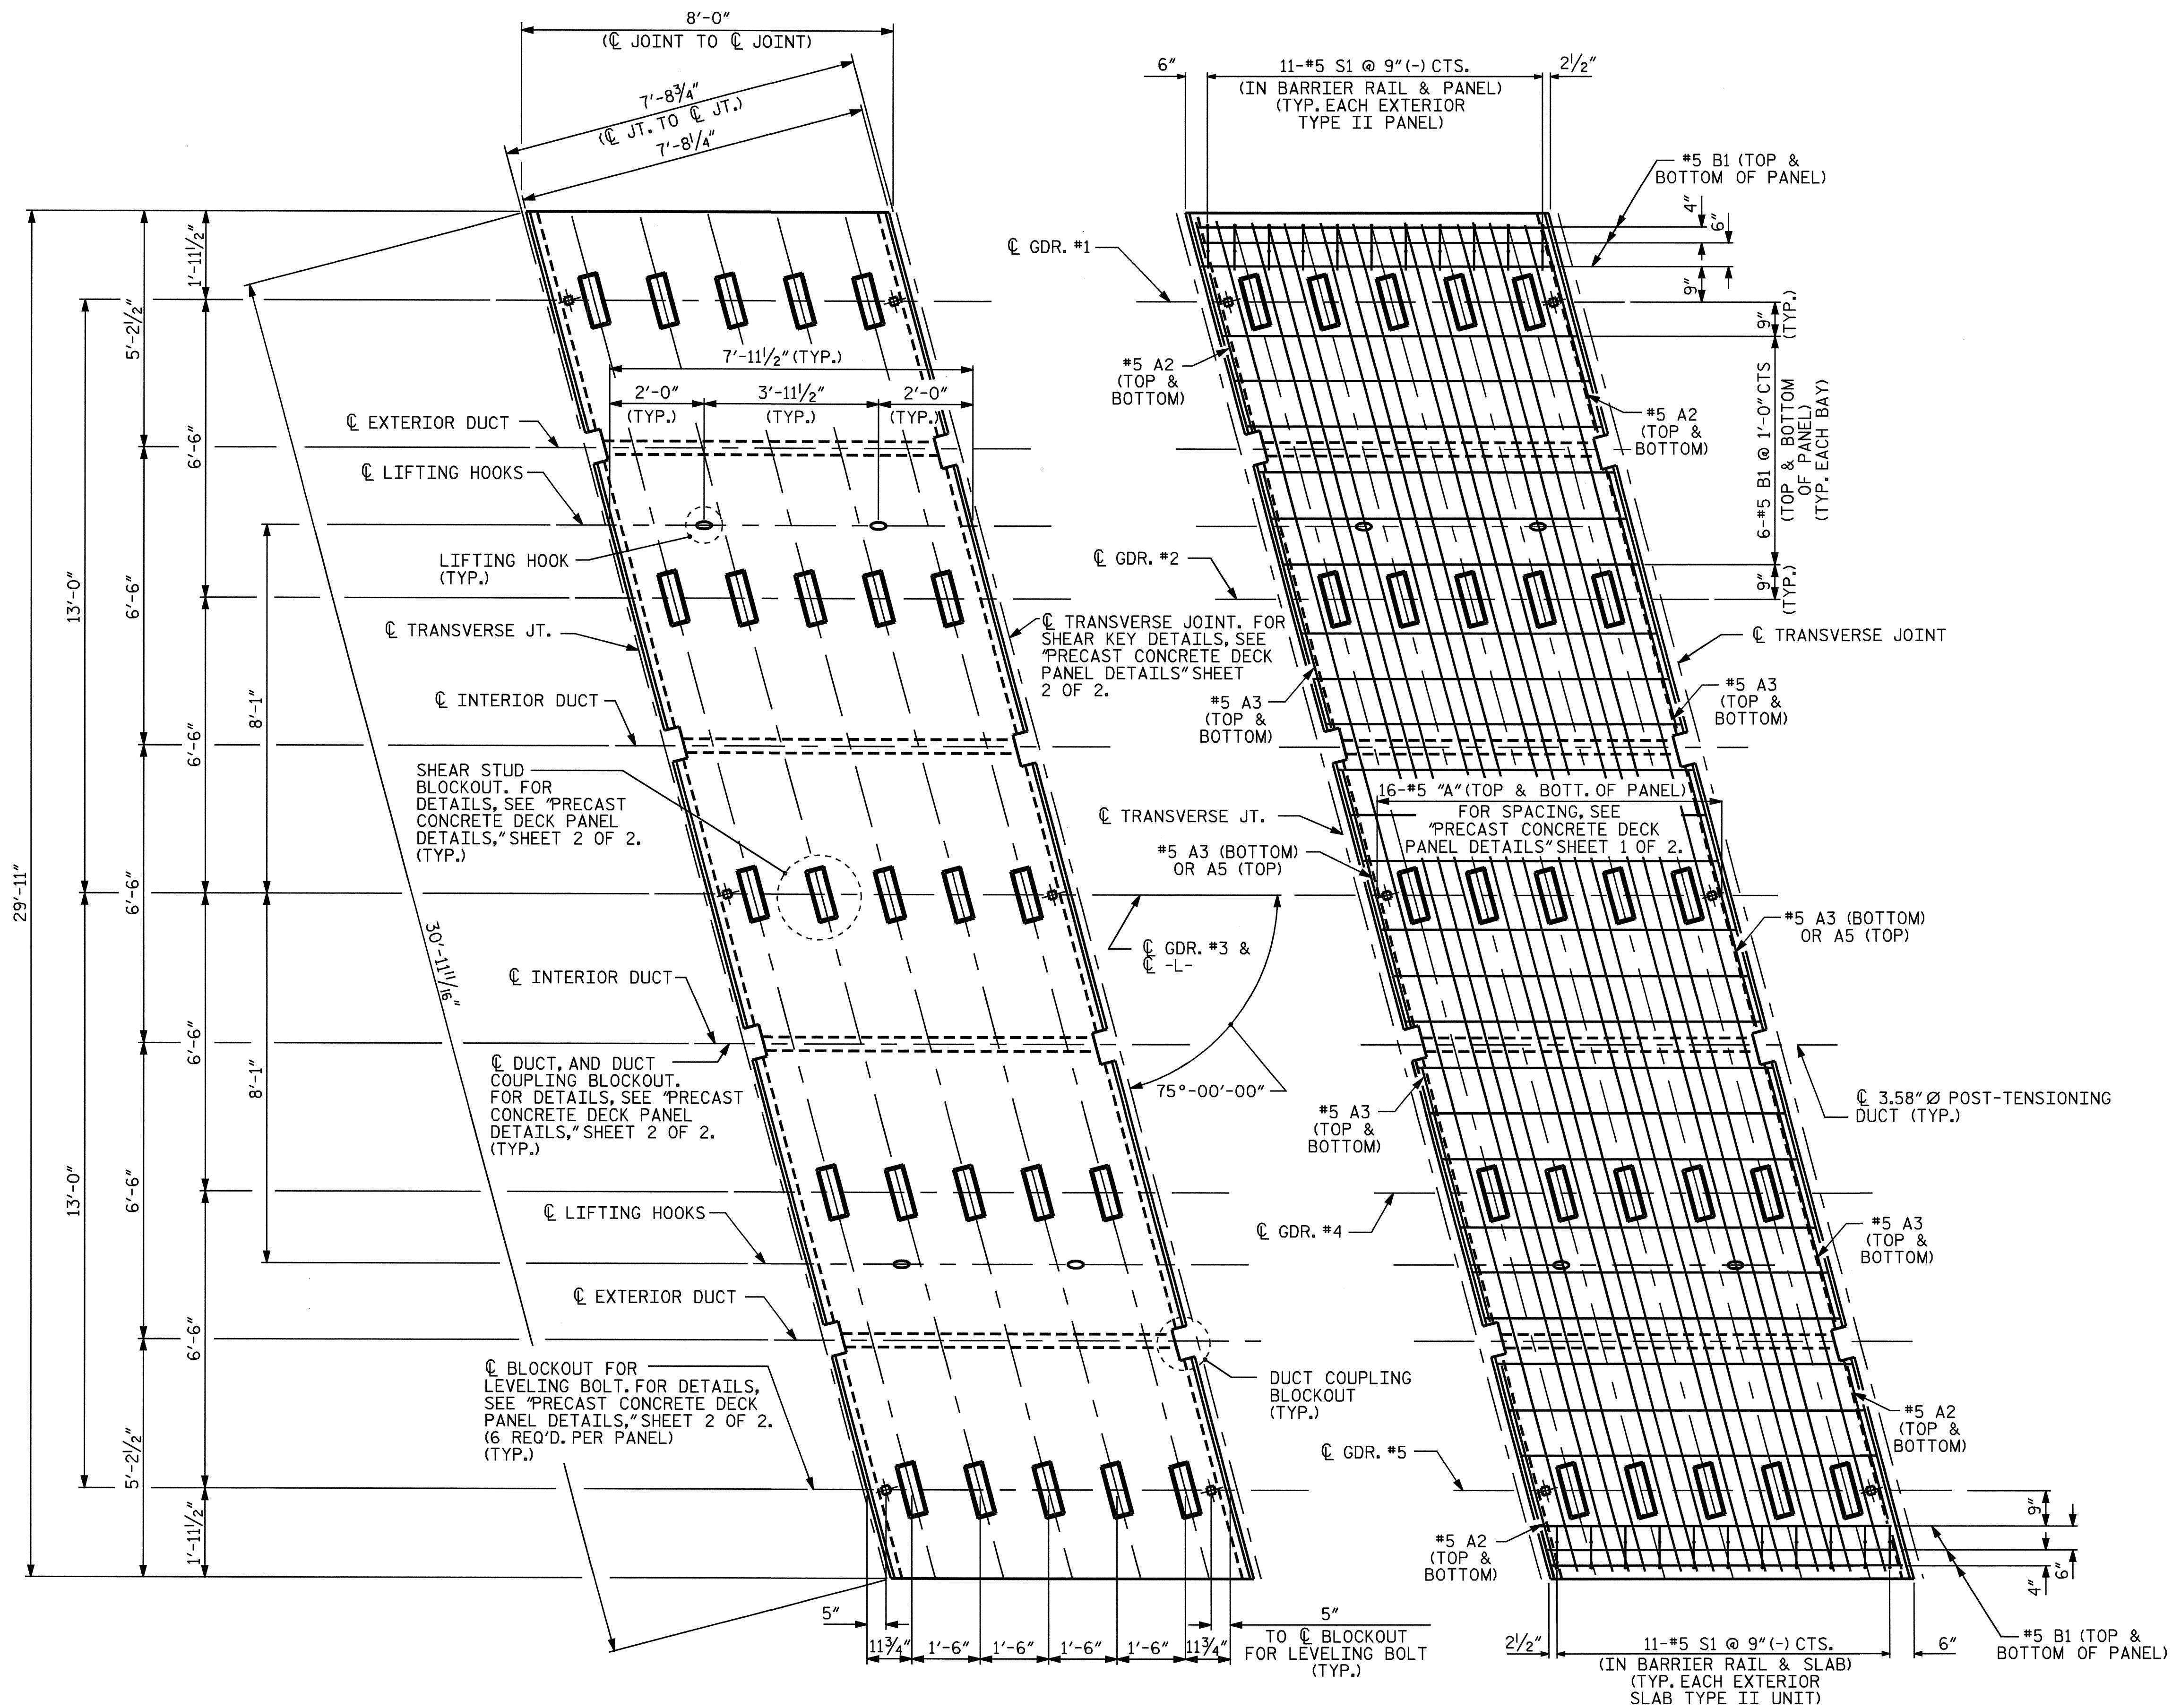 8'-0"
(℄ JOINT TO ℄ JOINT)
7'-8¾"
(℄ JT. TO ℄ JT.)
7'-8¼"
29'-11"
13'-0"
13'-0"
5'-2½"
6'-6"
6'-6"
6'-6"
5'-2½"
1'-11½"
6'-6"
6'-6"
6'-6"
6'-6"
1'-11½"
8'-1"
8'-1"
30'-11 11/16"
7'-11½" (TYP.)
2'-0"
(TYP.)
3'-11½"
(TYP.)
2'-0"
(TYP.)
℄ EXTERIOR DUCT
℄ LIFTING HOOKS
LIFTING HOOK
(TYP.)
℄ TRANSVERSE JT.
℄ INTERIOR DUCT
SHEAR STUD
BLOCKOUT. FOR
DETAILS, SEE "PRECAST
CONCRETE DECK PANEL
DETAILS," SHEET 2 OF 2.
(TYP.)
℄ INTERIOR DUCT
℄ DUCT, AND DUCT
COUPLING BLOCKOUT.
FOR DETAILS, SEE "PRECAST
CONCRETE DECK PANEL
DETAILS," SHEET 2 OF 2.
(TYP.)
℄ LIFTING HOOKS
℄ EXTERIOR DUCT
℄ BLOCKOUT FOR
LEVELING BOLT. FOR DETAILS,
SEE "PRECAST CONCRETE DECK
PANEL DETAILS," SHEET 2 OF 2.
(6 REQ'D. PER PANEL)
(TYP.)
℄ TRANSVERSE JOINT. FOR
SHEAR KEY DETAILS, SEE
"PRECAST CONCRETE DECK
PANEL DETAILS" SHEET
2 OF 2.
℄ GDR. #3 &
℄ -L-
75°-00'-00"
DUCT COUPLING
BLOCKOUT
(TYP.)
5"
11¾"
1'-6"
1'-6"
1'-6"
1'-6"
11¾"
5"
TO ℄ BLOCKOUT
FOR LEVELING BOLT
(TYP.)
6"
11-#5 S1 @ 9"(-) CTS.
(IN BARRIER RAIL & PANEL)
(TYP. EACH EXTERIOR
TYPE II PANEL)
2½"
#5 B1 (TOP &
BOTTOM OF PANEL)
4"
6"
9"
9"
(TYP.)
6-#5 B1 @ 1'-0" CTS
(TOP & BOTTOM
OF PANEL)
(TYP. EACH BAY)
9"
(TYP.)
℄ GDR. #1
#5 A2
(TOP &
BOTTOM)
#5 A2
(TOP &
BOTTOM)
℄ GDR. #2
℄ TRANSVERSE JOINT
#5 A3
(TOP &
BOTTOM)
#5 A3
(TOP &
BOTTOM)
16-#5 "A" (TOP & BOTT. OF PANEL)
FOR SPACING, SEE
"PRECAST CONCRETE DECK
PANEL DETAILS" SHEET 1 OF 2.
℄ TRANSVERSE JT.
#5 A3 (BOTTOM)
OR A5 (TOP)
#5 A3 (BOTTOM)
OR A5 (TOP)
#5 A3
(TOP &
BOTTOM)
℄ 3.58" Ø POST-TENSIONING
DUCT (TYP.)
℄ GDR. #4
#5 A3
(TOP &
BOTTOM)
#5 A2
(TOP &
BOTTOM)
℄ GDR. #5
#5 A2
(TOP &
BOTTOM)
9"
6"
4"
2½"
11-#5 S1 @ 9"(-) CTS.
(IN BARRIER RAIL & SLAB)
(TYP. EACH EXTERIOR
SLAB TYPE II UNIT)
6"
#5 B1 (TOP &
BOTTOM OF PANEL)